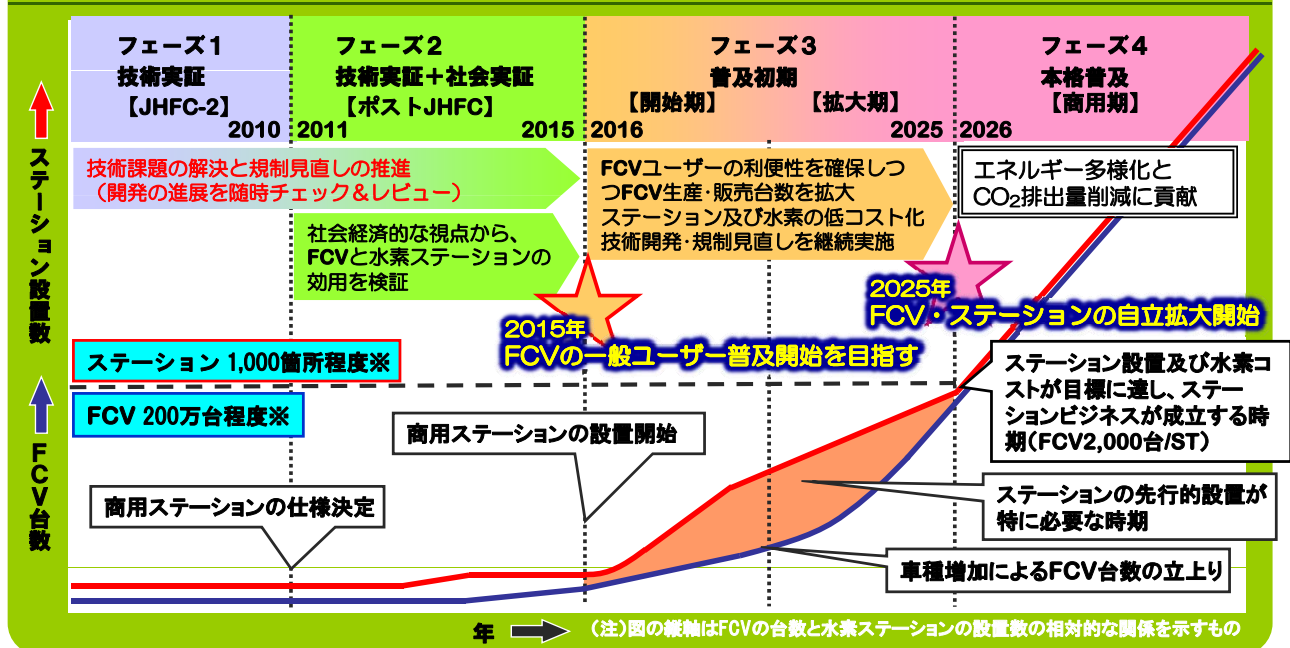 フェーズ1
技術実証
【JHFC-2】
2010
フェーズ2
技術実証＋社会実証
【ポストJHFC】
2011
2015
フェーズ3
普及初期
【開始期】
【拡大期】
2016
2025
フェーズ4
本格普及
【商用期】
2026
技術課題の解決と規制見直しの推進
（開発の進展を随時チェック＆レビュー）
社会経済的な視点から、
FCVと水素ステーションの
効用を検証
FCVユーザーの利便性を確保しつ
つFCV生産・販売台数を拡大
ステーション及び水素の低コスト化
技術開発・規制見直しを継続実施
エネルギー多様化と
CO₂排出量削減に貢献
2015年
FCVの一般ユーザー普及開始を目指す
2025年
FCV・ステーションの自立拡大開始
ステーション設置数
FCV台数
ステーション 1,000箇所程度※
FCV 200万台程度※
商用ステーションの仕様決定
商用ステーションの設置開始
ステーション設置及び水素コ
ストが目標に達し、ステー
ションビジネスが成立する時
期（FCV2,000台/ST）
ステーションの先行的設置が
特に必要な時期
車種増加によるFCV台数の立上り
年
（注）図の縦軸はFCVの台数と水素ステーションの設置数の相対的な関係を示すもの